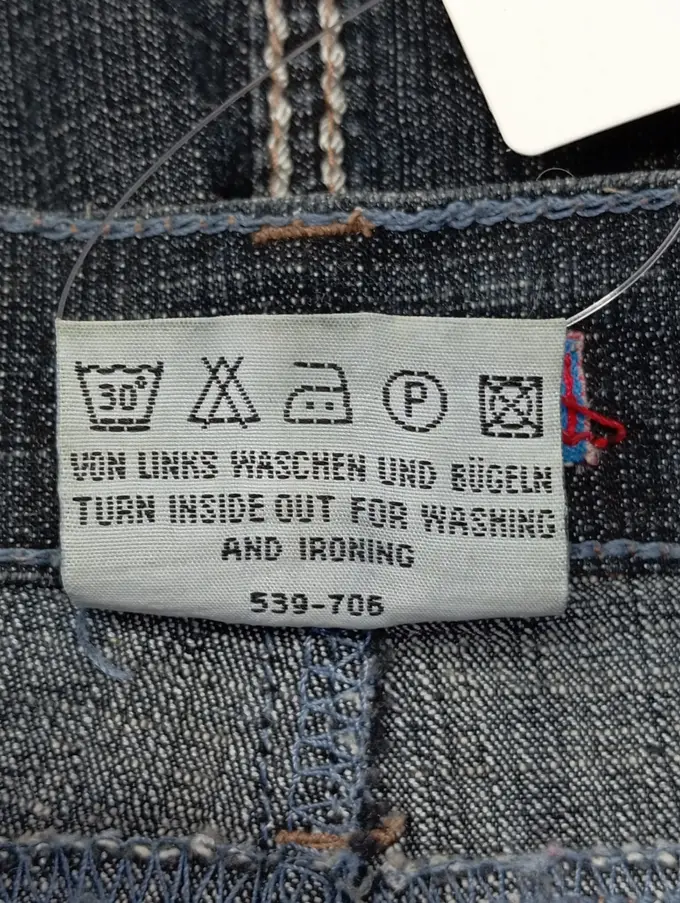 30°
P
VON LINKS WASCHEN UND BÜGELN
TURN INSIDE OUT FOR WASHING
AND IRONING
539-706